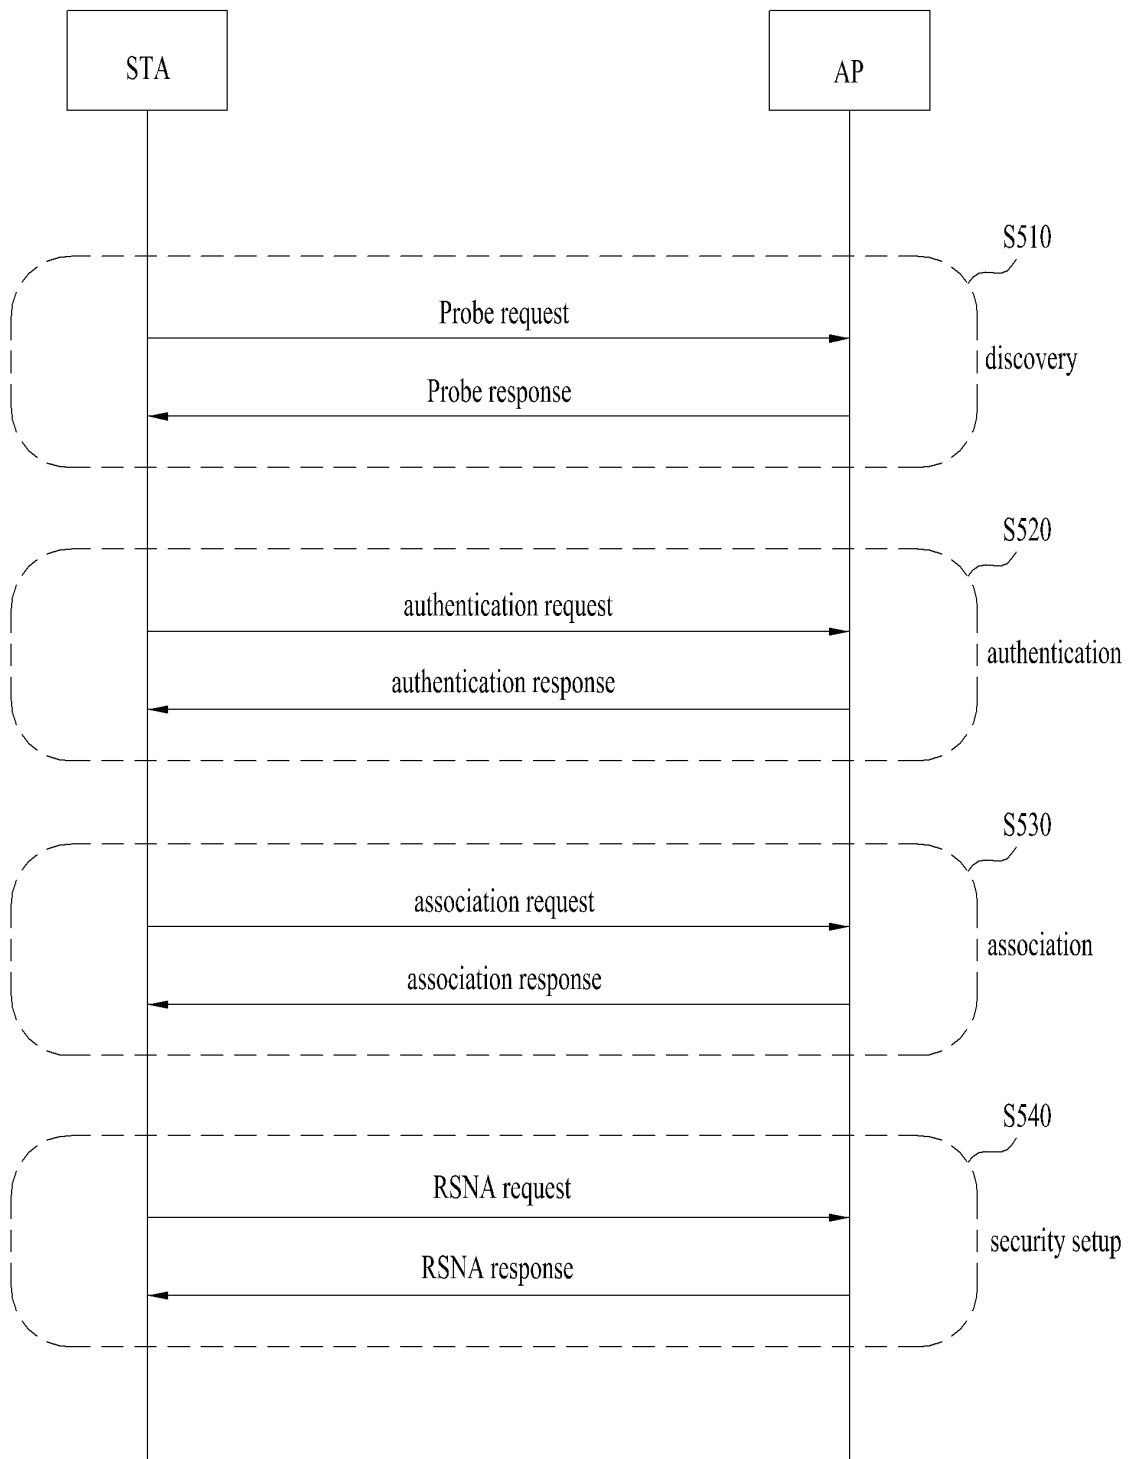 STA
AP
S510
Probe request
discovery
Probe response
S520
authentication request
authentication
authentication response
S530
association request
association
association response
S540
RSNA request
security setup
RSNA response